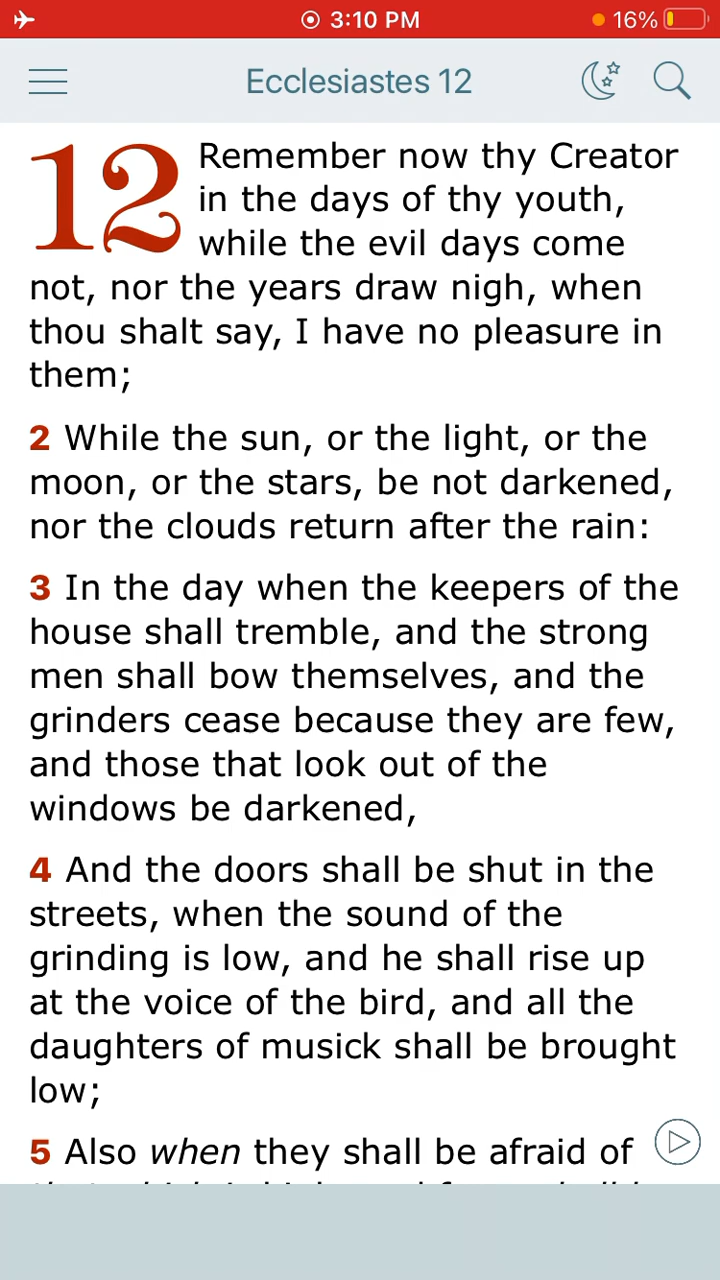 3:10 PM
16%
Ecclesiastes 12
12 Remember now thy Creator
in the days of thy youth,
while the evil days come
not, nor the years draw nigh, when
thou shalt say, I have no pleasure in
them;
2 While the sun, or the light, or the
moon, or the stars, be not darkened,
nor the clouds return after the rain:
3 In the day when the keepers of the
house shall tremble, and the strong
men shall bow themselves, and the
grinders cease because they are few,
and those that look out of the
windows be darkened,
4 And the doors shall be shut in the
streets, when the sound of the
grinding is low, and he shall rise up
at the voice of the bird, and all the
daughters of musick shall be brought
low;
5 Also when they shall be afraid of